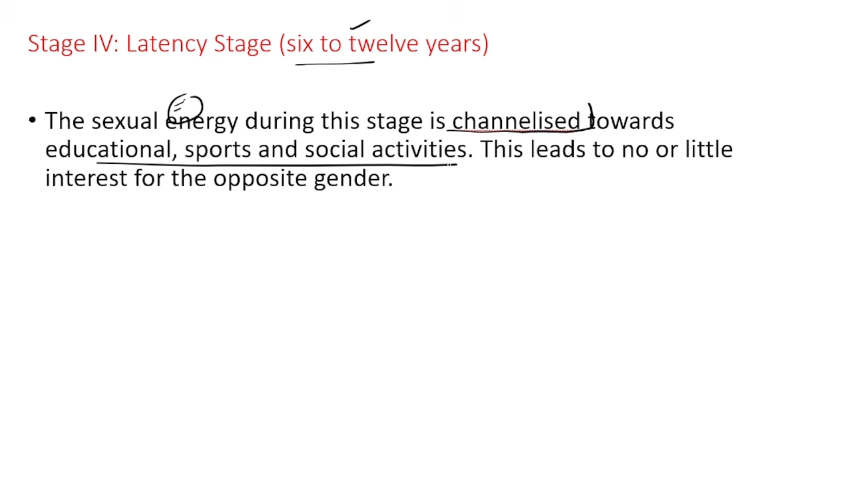 Stage IV: Latency Stage (six to twelve years)
• The sexual energy during this stage is channelised towards
educational, sports and social activities. This leads to no or little
interest for the opposite gender.